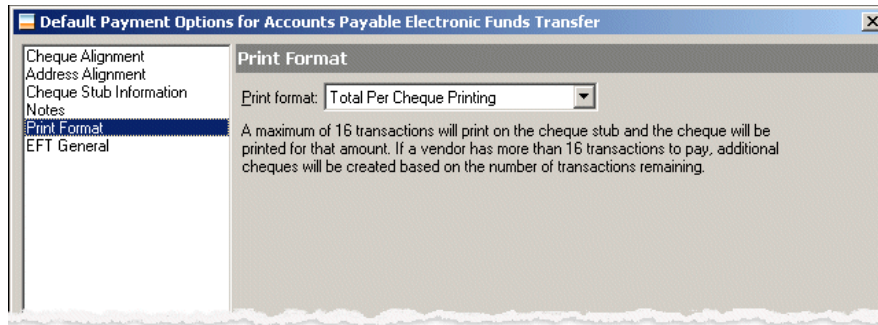 Default Payment Options for Accounts Payable Electronic Funds Transfer
Cheque Alignment
Address Alignment
Cheque Stub Information
Notes
Print Format
EFT General
Print Format
Print format: Total Per Cheque Printing
A maximum of 16 transactions will print on the cheque stub and the cheque will be
printed for that amount. If a vendor has more than 16 transactions to pay, additional
cheques will be created based on the number of transactions remaining.